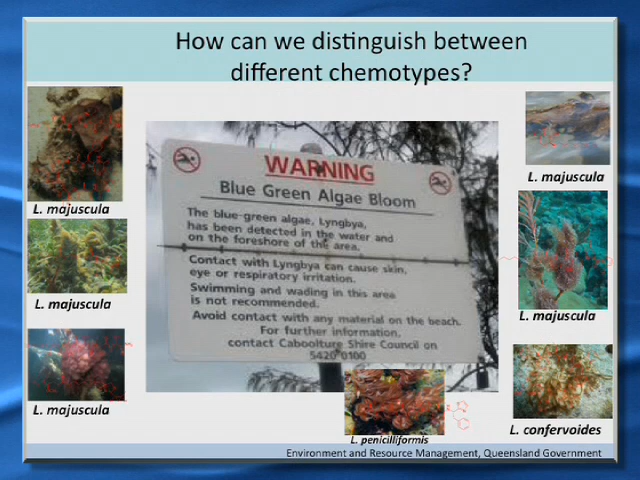 How can we distinguish between
different chemotypes?
WARNING
Blue Green Algae Bloom
The blue-green algae, Lyngbya,
has been detected in the water and
on the foreshore of the area.
Contact with Lyngbya can cause skin,
eye or respiratory irritation.
Swimming and wading in this area
is not recommended.
Avoid contact with any material on the beach.
For further information,
contact Caboolture Shire Council on
5420 0100
L. majuscula
L. majuscula
L. majuscula
L. majuscula
L. majuscula
L. confervoides
L. penicilliformis
Environment and Resource Management, Queensland Government